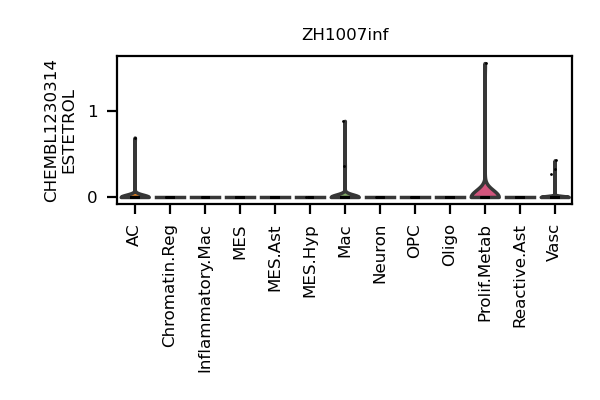 ZH1007inf
CHEMBL1230314
ESTETROL
1
0
AC
Chromatin.Reg
Inflammatory.Mac
MES
MES.Ast
MES.Hyp
Mac
Neuron
OPC
Oligo
Prolif.Metab
Reactive.Ast
Vasc